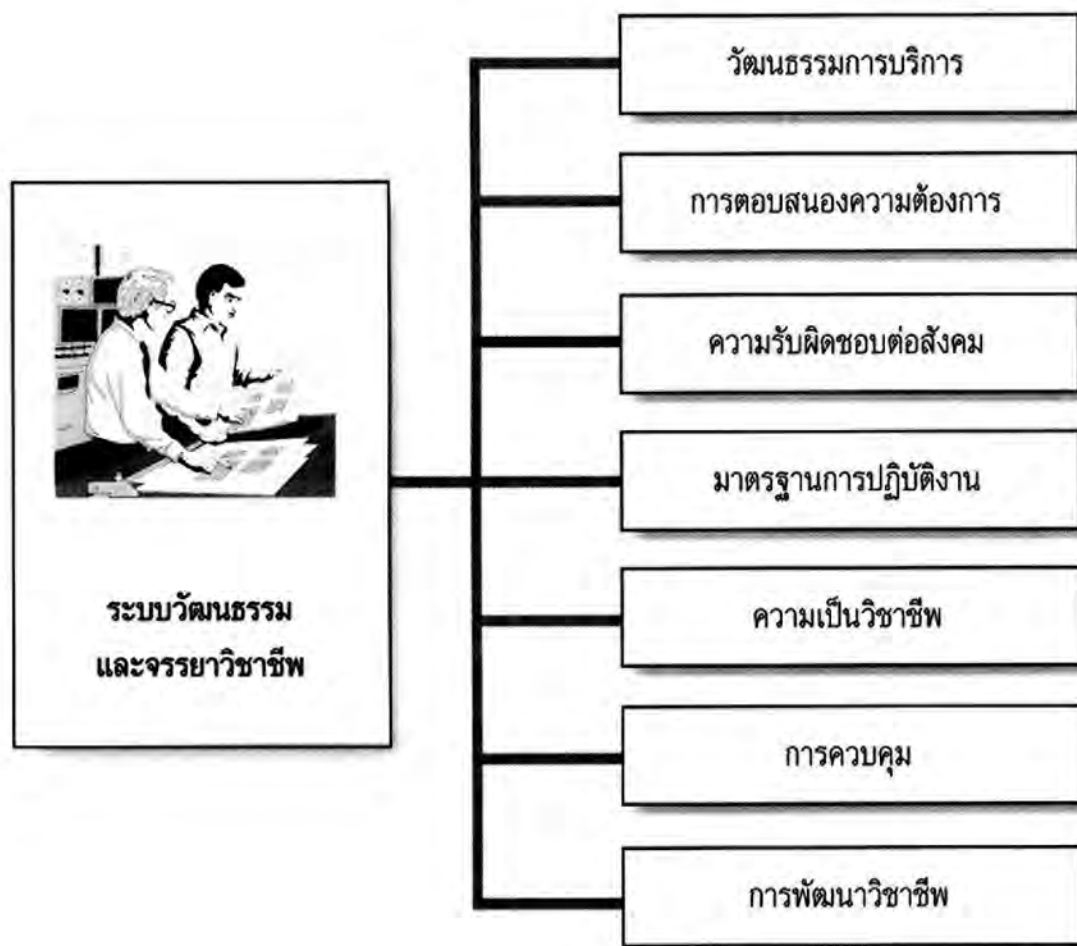 วัฒนธรรมการบริการ
การตอบสนองความต้องการ
ความรับผิดชอบต่อสังคม
มาตรฐานการปฏิบัติงาน
ระบบวัฒนธรรม
และจรรยาวิชาชีพ
ความเป็นวิชาชีพ
การควบคุม
การพัฒนาวิชาชีพ